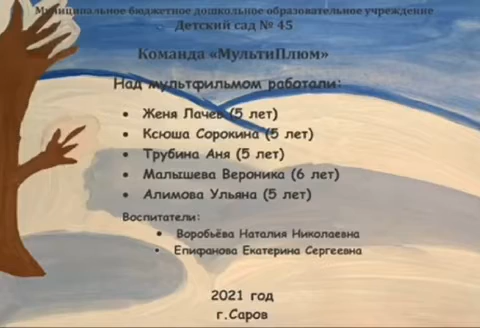 Муниципальное бюджетное дошкольное образовательное учреждение
Детский сад № 45
Команда «МультиПлюм»
Над мультфильмом работали:
• Женя Лачев (5 лет)
• Ксюша Сорокина (5 лет)
• Трубина Аня (5 лет)
• Малышева Вероника (6 лет)
• Алимова Ульяна (5 лет)
Воспитатели:
• Воробьёва Наталия Николаевна
• Епифанова Екатерина Сергеевна
2021 год
г.Саров